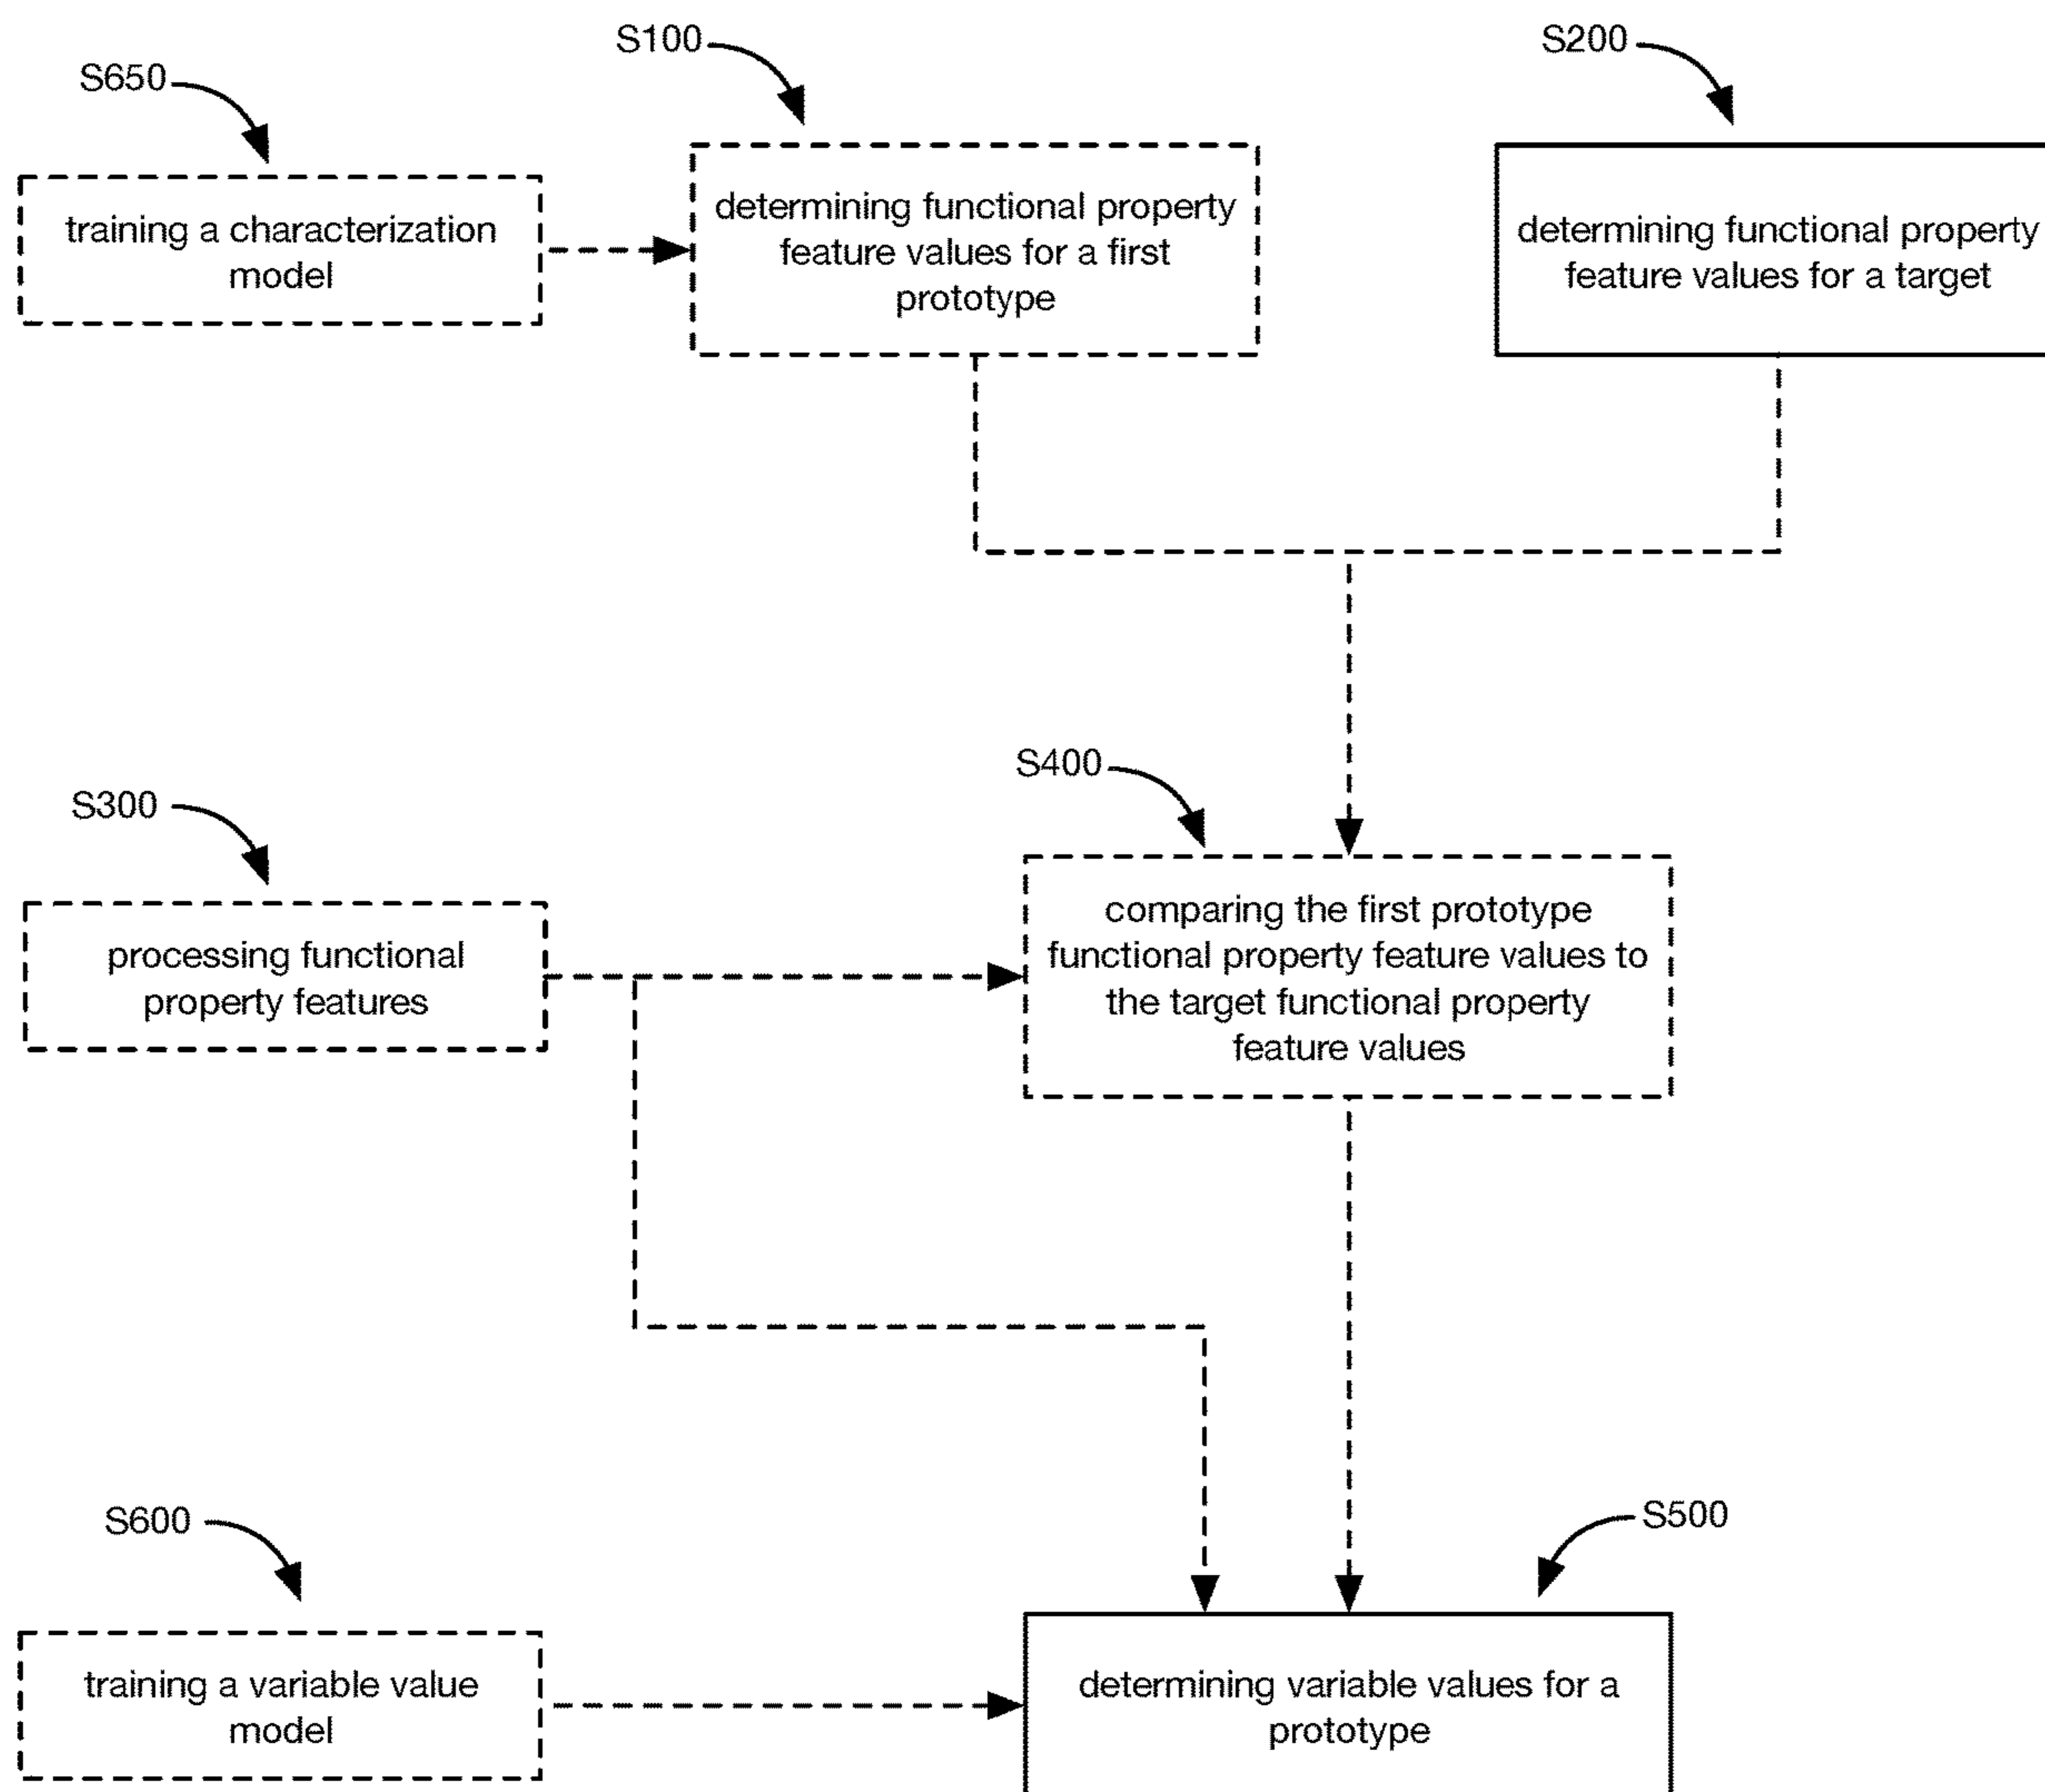 S650
S100
S200
training a characterization
model
determining functional property
feature values for a first
prototype
determining functional property
feature values for a target
S300
S400
processing functional
property features
comparing the first prototype
functional property feature values to
the target functional property
feature values
S600
S500
training a variable value
model
determining variable values for a
prototype